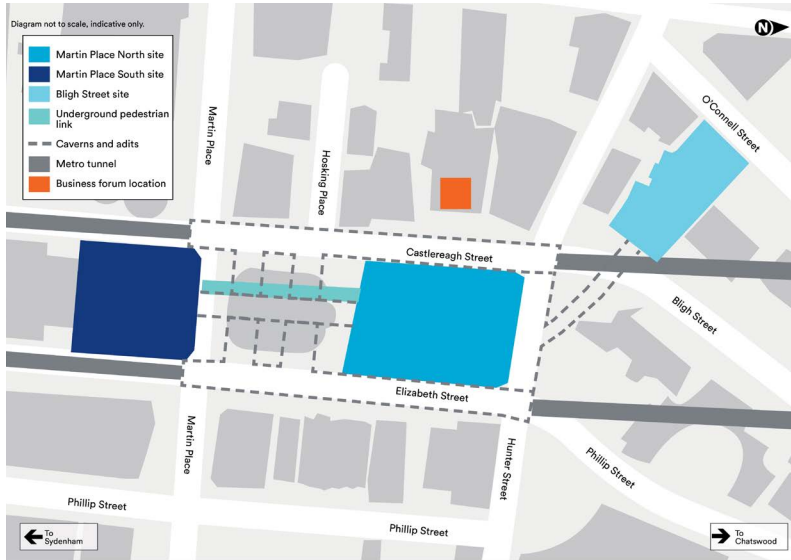 Diagram not to scale, indicative only.
N
Martin Place North site
Martin Place South site
Bligh Street site
Underground pedestrian
link
Caverns and adits
Metro tunnel
Business forum location
Martin Place
Hosking Place
O'Connell Street
Castlereagh Street
Bligh Street
Elizabeth Street
Martin Place
Hunter Street
Phillip Street
Phillip Street
Phillip Street
To
Sydenham
To
Chatswood